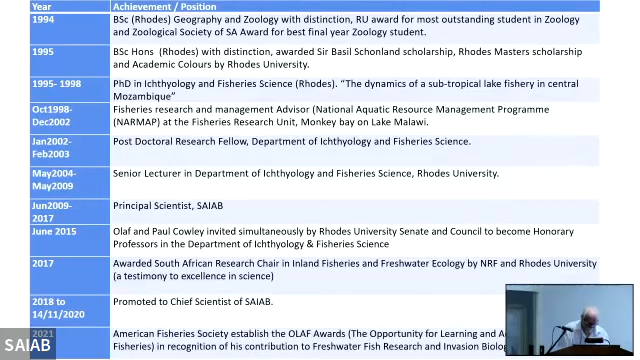 Year Achievement / Position
1994 BSc (Rhodes) Geography and Zoology with distinction, RU award for most outstanding student in Zoology
and Zoological Society of SA Award for best final year Zoology student.
1995 BSc Hons (Rhodes) with distinction, awarded Sir Basil Schonland scholarship, Rhodes Masters scholarship
and Academic Colours by Rhodes University.
1995- 1998 PhD in Ichthyology and Fisheries Science (Rhodes). “The dynamics of a sub-tropical lake fishery in central
Mozambique”
Oct1998- Fisheries research and management Advisor (National Aquatic Resource Management Programme
Dec2002 (NARMAP) at the Fisheries Research Unit, Monkey bay on Lake Malawi.
Jan2002- Post Doctoral Research Fellow, Department of Ichthyology and Fisheries Science.
Feb2003
May2004- Senior Lecturer in Department of Ichthyology and Fisheries Science, Rhodes University.
May2009
Jun2009- Principal Scientist, SAIAB
2017
June 2015 Olaf and Paul Cowley invited simultaneously by Rhodes University Senate and Council to become Honorary
Professors in the Department of Ichthyology & Fisheries Science
2017 Awarded South African Research Chair in Inland Fisheries and Freshwater Ecology by NRF and Rhodes University
(a testimony to excellence in science)
2018 to Promoted to Chief Scientist of SAIAB.
14/11/2020
2021 American Fisheries Society establish the OLAF Awards (The Opportunity for Learning and
Fisheries) in recognition of his contribution to Freshwater Fish Research and Invasion
SAIAB